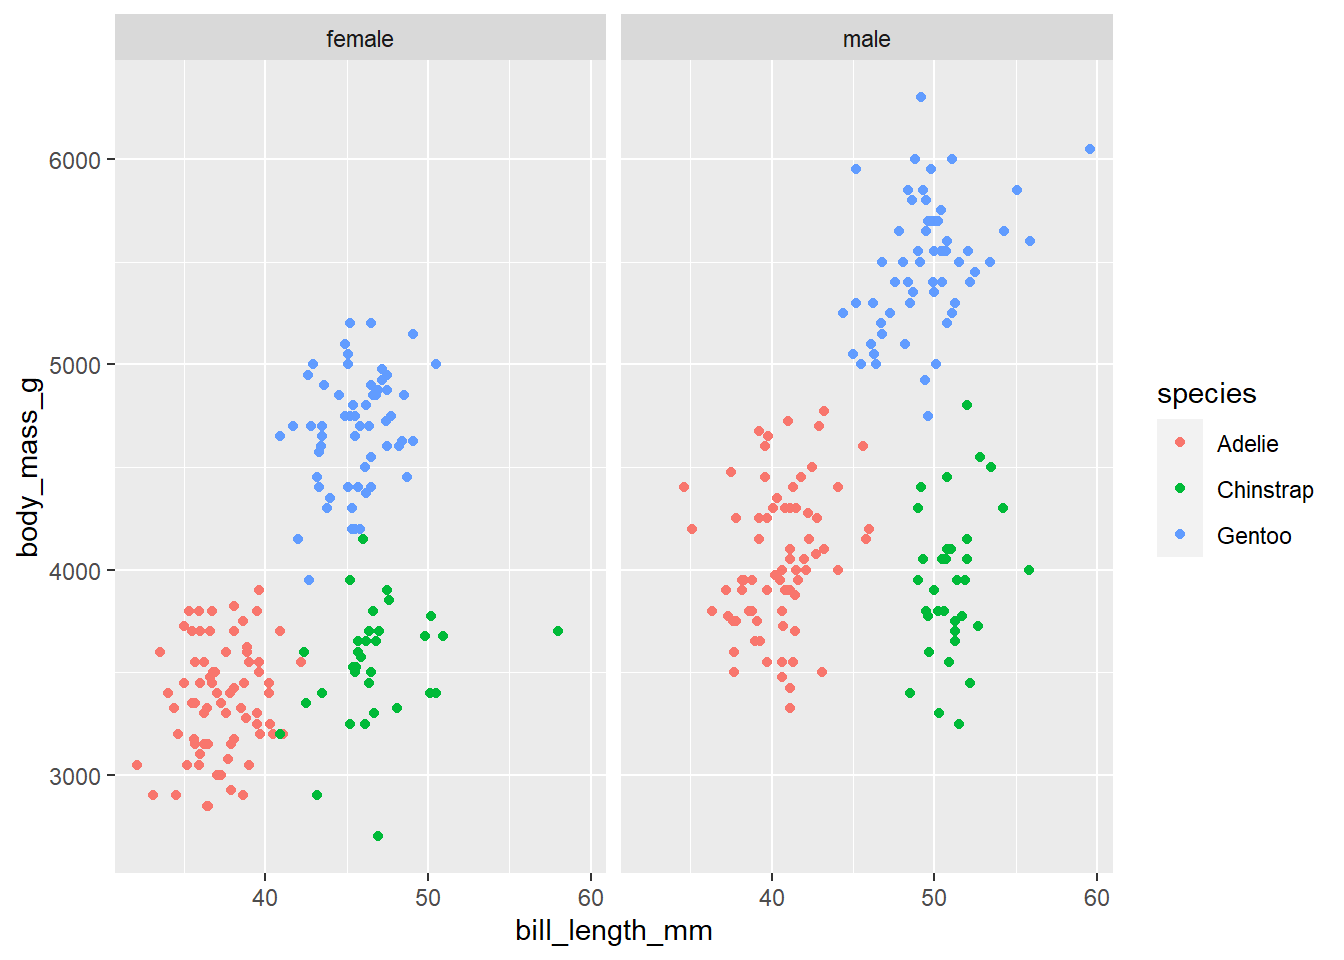 female
male
6000
5000
4000
3000
body_mass_g
40
50
60
40
50
60
bill_length_mm
species
Adelie
Chinstrap
Gentoo